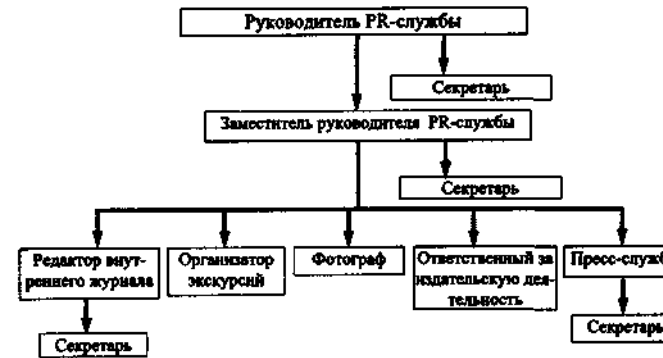 Руководитель PR-службы
Секретарь
Заместитель руководителя PR-службы
Секретарь
Редактор внут-
реннего журнала
Организатор
экскурсий
Фотограф
Ответственный за
издательскую дея-
тельность
Пресс-служб
Секретарь
Секретарь